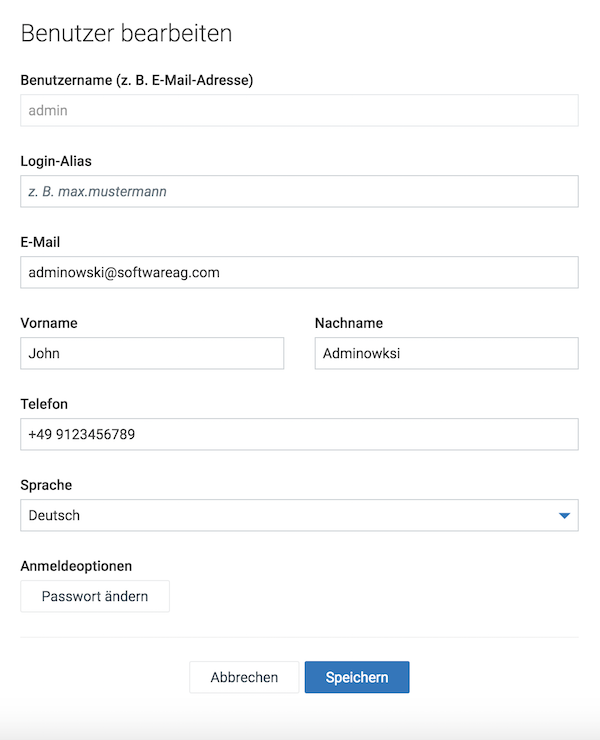 Benutzer bearbeiten
Benutzername (z. B. E-Mail-Adresse)
admin
Login-Alias
z. B. max.mustermann
E-Mail
adminowski@softwareag.com
Vorname Nachname
John Adminowksi
Telefon
+49 9123456789
Sprache
Deutsch
Anmeldeoptionen
Passwort ändern
Abbrechen Speichern